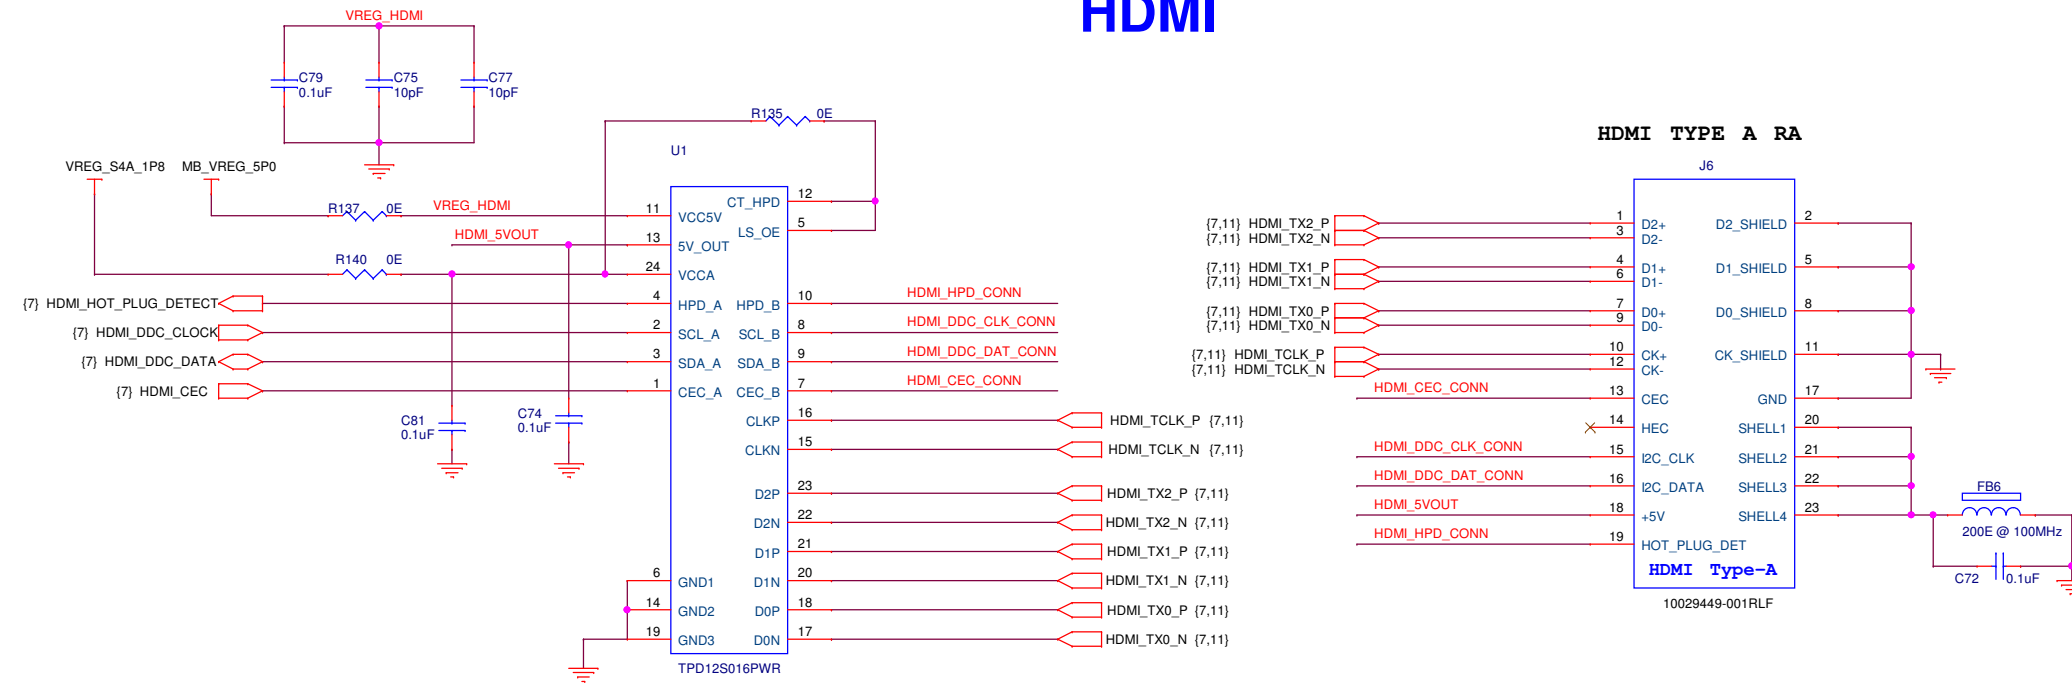 HDMI
VREG_HDMI
C79
0.1uF
C75
10pF
C77
10pF
R135 0E
U1
VREG_S4A_1P8 MB_VREG_5P0
R137 0E VREG_HDMI
HDMI_5VOUT
R140 0E
{7} HDMI_HOT_PLUG_DETECT
{7} HDMI_DDC_CLOCK
{7} HDMI_DDC_DATA
{7} HDMI_CEC
C81
0.1uF
C74
0.1uF
11 VCC5V
13 5V_OUT
24 VCCA
4 HPD_A
2 SCL_A
3 SDA_A
1 CEC_A
6 GND1
14 GND2
19 GND3
CT_HPD 12
LS_OE 5
HPD_B 10 HDMI_HPD_CONN
SCL_B 8 HDMI_DDC_CLK_CONN
SDA_B 9 HDMI_DDC_DAT_CONN
CEC_B 7 HDMI_CEC_CONN
CLKP 16 HDMI_TCLK_P {7,11}
CLKN 15 HDMI_TCLK_N {7,11}
D2P 23 HDMI_TX2_P {7,11}
D2N 22 HDMI_TX2_N {7,11}
D1P 21 HDMI_TX1_P {7,11}
D1N 20 HDMI_TX1_N {7,11}
D0P 18 HDMI_TX0_P {7,11}
D0N 17 HDMI_TX0_N {7,11}
TPD12S016PWR
HDMI TYPE A RA
J6
{7,11} HDMI_TX2_P 1 D2+
{7,11} HDMI_TX2_N 3 D2-
{7,11} HDMI_TX1_P 4 D1+
{7,11} HDMI_TX1_N 6 D1-
{7,11} HDMI_TX0_P 7 D0+
{7,11} HDMI_TX0_N 9 D0-
{7,11} HDMI_TCLK_P 10 CK+
{7,11} HDMI_TCLK_N 12 CK-
HDMI_CEC_CONN 13 CEC
14 HEC
HDMI_DDC_CLK_CONN 15 I2C_CLK
HDMI_DDC_DAT_CONN 16 I2C_DATA
HDMI_5VOUT 18 +5V
HDMI_HPD_CONN 19 HOT_PLUG_DET
D2_SHIELD 2
D1_SHIELD 5
D0_SHIELD 8
CK_SHIELD 11
GND 17
SHELL1 20
SHELL2 21
SHELL3 22
SHELL4 23
HDMI Type-A
10029449-001RLF
FB6
200E @ 100MHz
C72 0.1uF